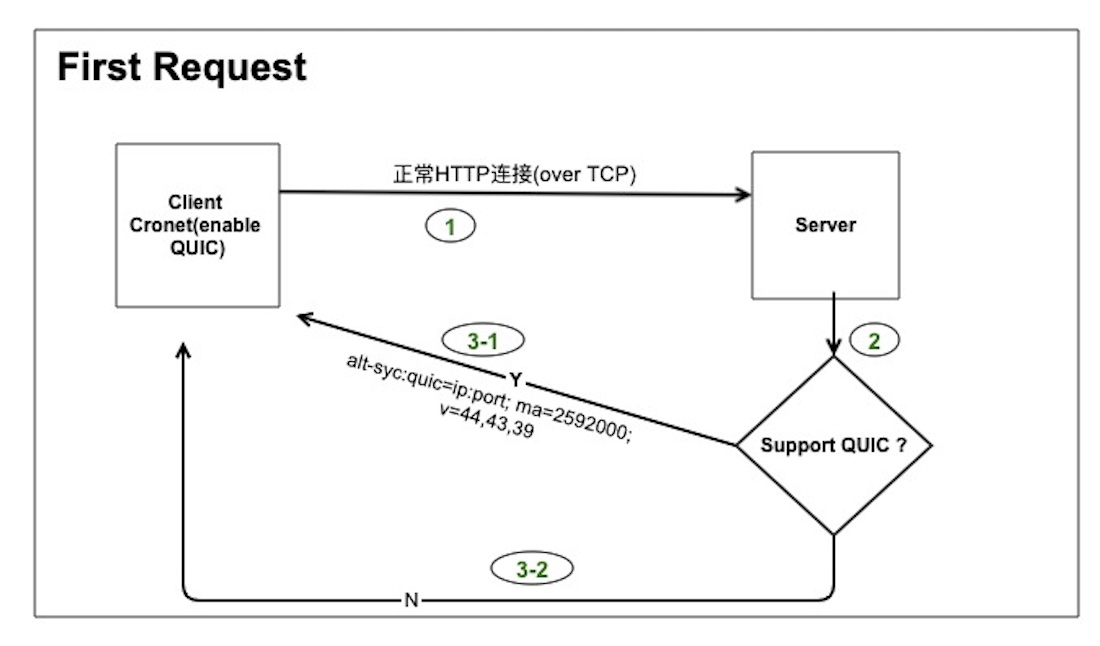 First Request
正常HTTP连接(over TCP)
Client
Cronet(enable
QUIC)
1
Server
3-1
2
Y
alt-syc:quic=ip:port; ma=2592000;
v=44,43,39
Support QUIC ?
3-2
N